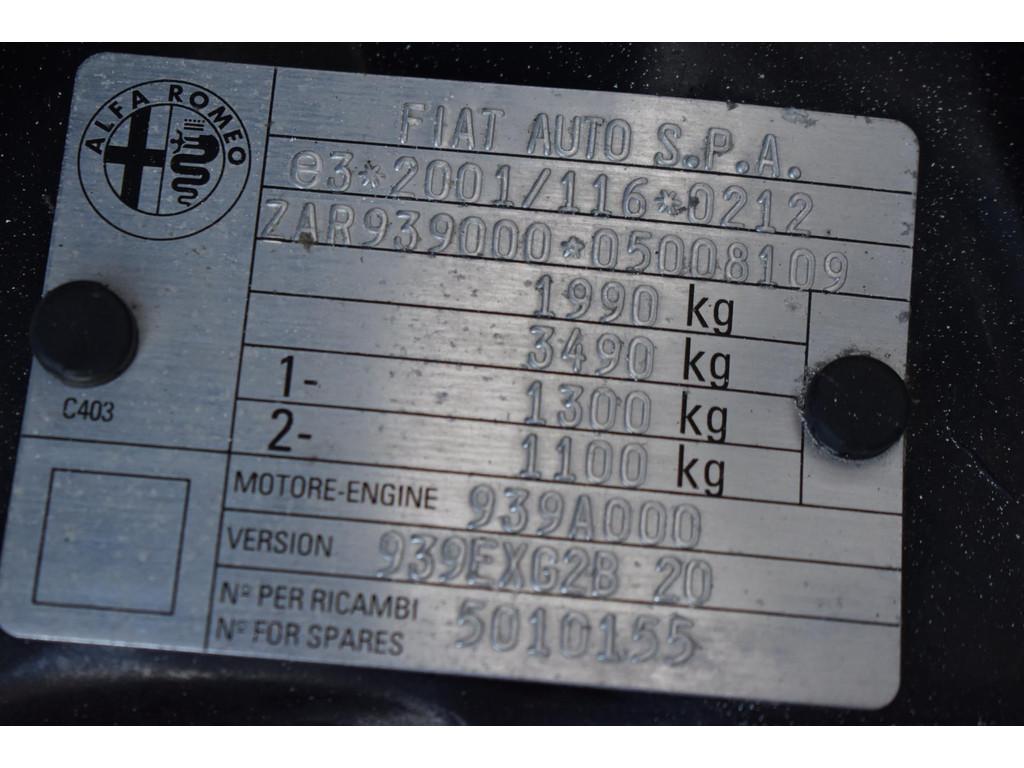 ALFA ROMEO
FIAT AUTO S.P.A.
e3*2001/116*0212
ZAR939000*05008109
1990 kg
3490 kg
1- 1300 kg
2- 1100 kg
C403
MOTORE-ENGINE 939A000
VERSION 939EXG2B 20
Nº PER RICAMBI
Nº FOR SPARES 5010155